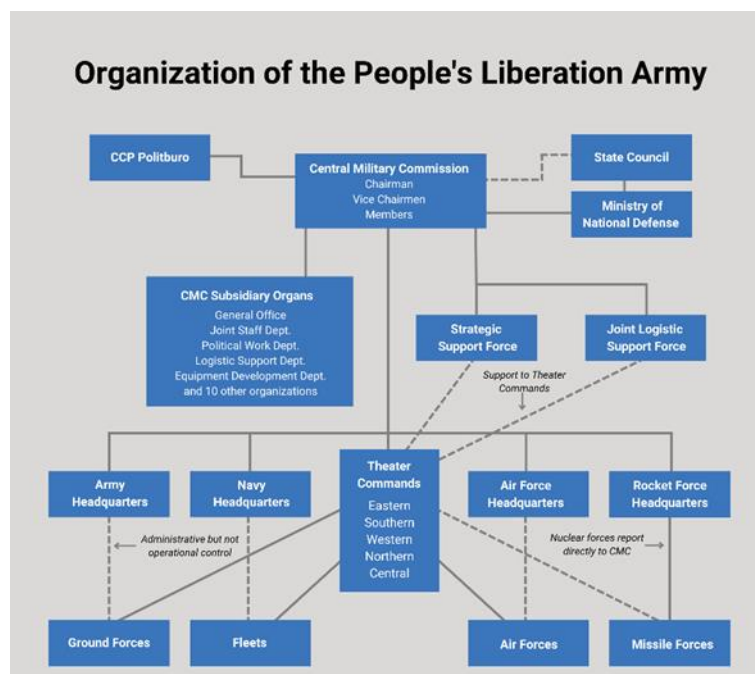 Organization of the People's Liberation Army
CCP Politburo
Central Military Commission
Chairman
Vice Chairmen
Members
State Council
Ministry of
National Defense
CMC Subsidiary Organs
General Office
Joint Staff Dept.
Political Work Dept.
Logistic Support Dept.
Equipment Development Dept.
and 10 other organizations
Strategic
Support Force
Joint Logistic
Support Force
Support to Theater
Commands
Army
Headquarters
Navy
Headquarters
Theater
Commands
Eastern
Southern
Western
Northern
Central
Air Force
Headquarters
Rocket Force
Headquarters
Administrative but not
operational control
Nuclear forces report
directly to CMC
Ground Forces
Fleets
Air Forces
Missile Forces